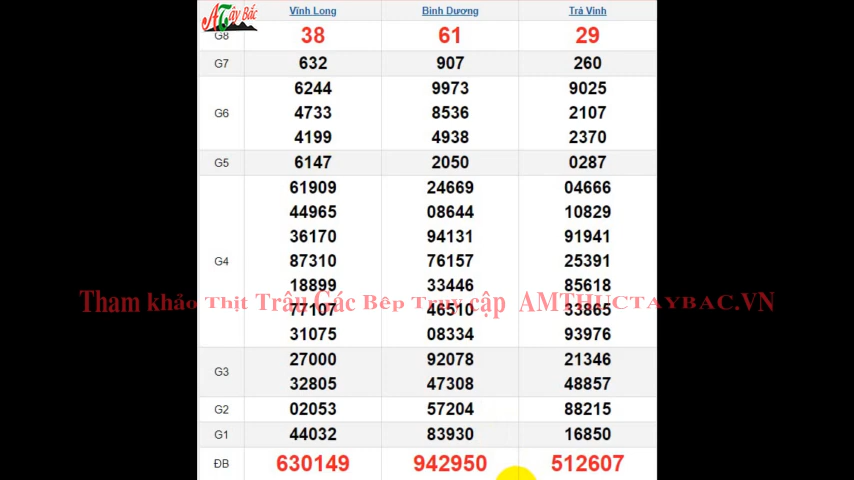 A Tây Bắc
Vĩnh Long Bình Dương Trà Vinh
G8 38 61 29
G7 632 907 260
6244 9973 9025
G6 4733 8536 2107
4199 4938 2370
G5 6147 2050 0287
61909 24669 04666
44965 08644 10829
36170 94131 91941
G4 87310 76157 25391
18899 33446 85618
Tham khảo Thịt Trâu Gác Bếp Truy cập AMTHUCTAYBAC.VN
77107 46510 33865
31075 08334 93976
27000 92078 21346
G3
32805 47308 48857
G2 02053 57204 88215
G1 44032 83930 16850
ĐB 630149 942950 512607